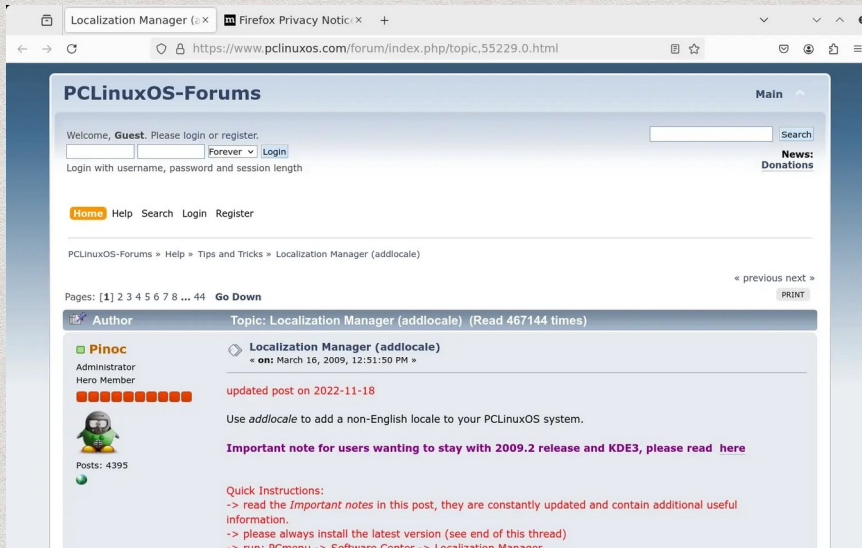 Localization Manager (a
Firefox Privacy Notic
https://www.pclinuxos.com/forum/index.php/topic,55229.0.html
PCLinuxOS-Forums
Main
Welcome, Guest. Please login or register.
Forever Login
Login with username, password and session length
Search
News:
Donations
Home Help Search Login Register
PCLinuxOS-Forums » Help » Tips and Tricks » Localization Manager (addlocale)
« previous next »
Pages: [1] 2 3 4 5 6 7 8 ... 44 Go Down
PRINT
Author Topic: Localization Manager (addlocale) (Read 467144 times)
Pinoc
Administrator
Hero Member
Posts: 4395
Localization Manager (addlocale)
« on: March 16, 2009, 12:51:50 PM »
updated post on 2022-11-18
Use addlocale to add a non-English locale to your PCLinuxOS system.
Important note for users wanting to stay with 2009.2 release and KDE3, please read here
Quick Instructions:
-> read the Important notes in this post, they are constantly updated and contain additional useful
information.
-> please always install the latest version (see end of this thread)
-> run: PCmenu -> Software Center -> Localization Manager